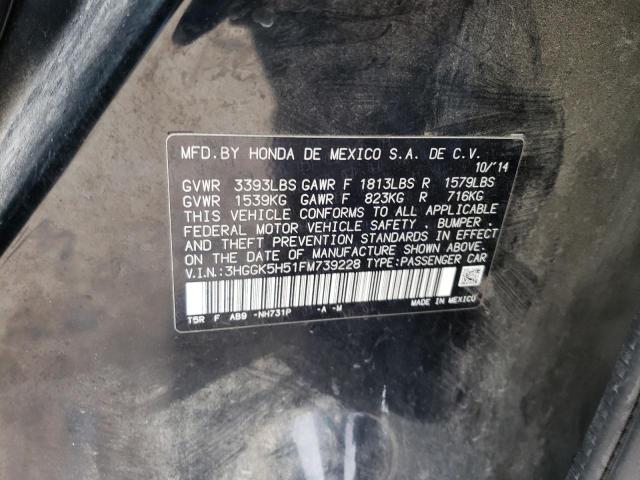 MFD.BY HONDA DE MEXICO S.A. DE C.V.
10/'14
GVWR 3393LBS GAWR F 1813LBS R 1579LBS
GVWR 1539KG GAWR F 823KG R 716KG
THIS VEHICLE CONFORMS TO ALL APPLICABLE
FEDERAL MOTOR VEHICLE SAFETY , BUMPER ,
AND THEFT PREVENTION STANDARDS IN EFFECT
ON THE DATE OF MANUFACTURE SHOWN ABOVE.
V.I.N.:3HGGK5H51FM739228 TYPE:PASSENGER CAR
MADE IN MEXICO
T5R F AB9 -NH731P -A -M